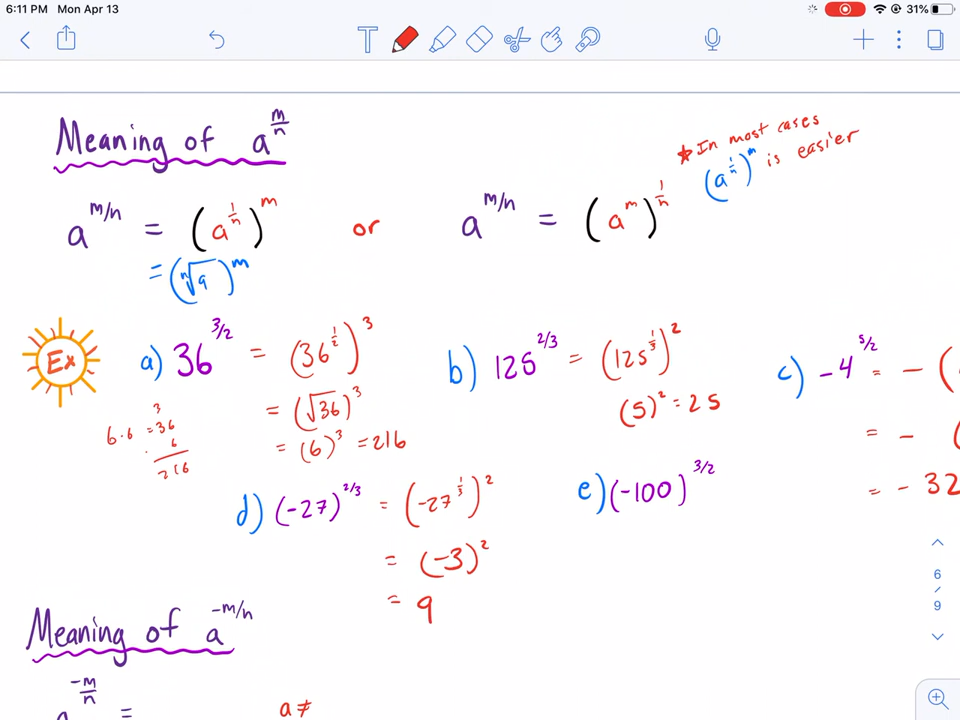 6:11 PM Mon Apr 13
31%
T
Meaning of a^(m/n)
★ In most cases
(a^(1/n))^m is easier
a^(m/n) = (a^(1/n))^m or a^(m/n) = (a^m)^(1/n)
= (ⁿ√a)^m
Ex
a) 36^(3/2) = (36^(1/2))^3
= (√36)^3
= (6)^3 = 216
6·6 = 36
3
· 6
216
b) 125^(2/3) = (125^(1/3))^2
(5)^2 = 25
c) -4^(5/2) = - (
= - (
= - 32
d) (-27)^(2/3) = (-27^(1/3))^2
= (-3)^2
= 9
e) (-100)^(3/2)
6
/
9
Meaning of a^(-m/n)
a^(-m/n) =
a ≠